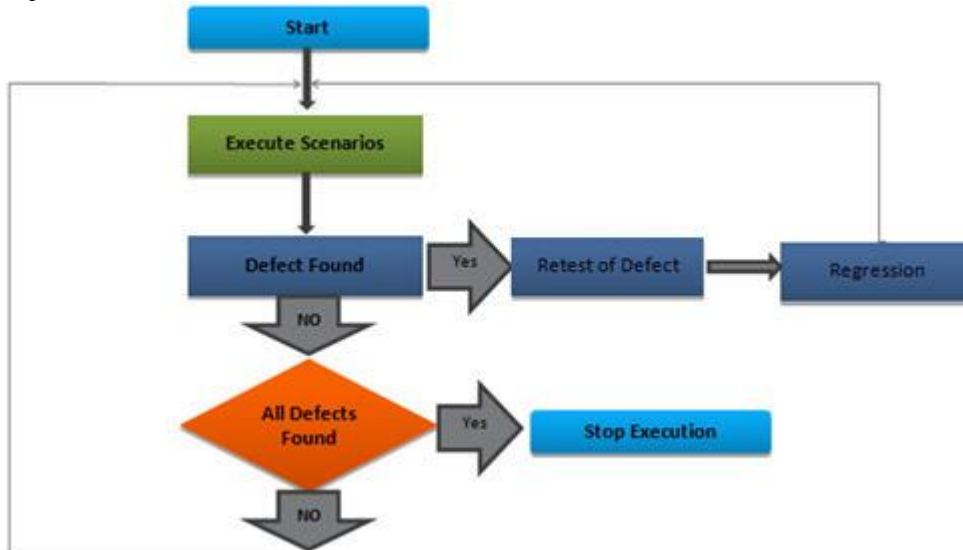 Start
Execute Scenarios
Defect Found
Yes
Retest of Defect
Regression
NO
All Defects
Found
Yes
Stop Execution
NO